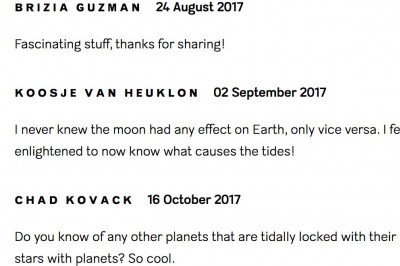 BRIZIA GUZMAN 24 August 2017
Fascinating stuff, thanks for sharing!
KOOSJE VAN HEUKLON 02 September 2017
I never knew the moon had any effect on Earth, only vice versa. I fe
enlightened to now know what causes the tides!
CHAD KOVACK 16 October 2017
Do you know of any other planets that are tidally locked with their
stars with planets? So cool.